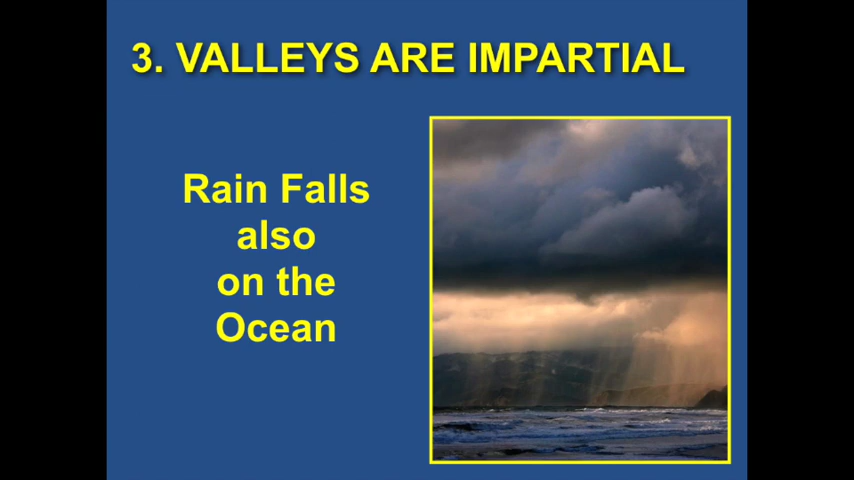 3. VALLEYS ARE IMPARTIAL
Rain Falls
also
on the
Ocean